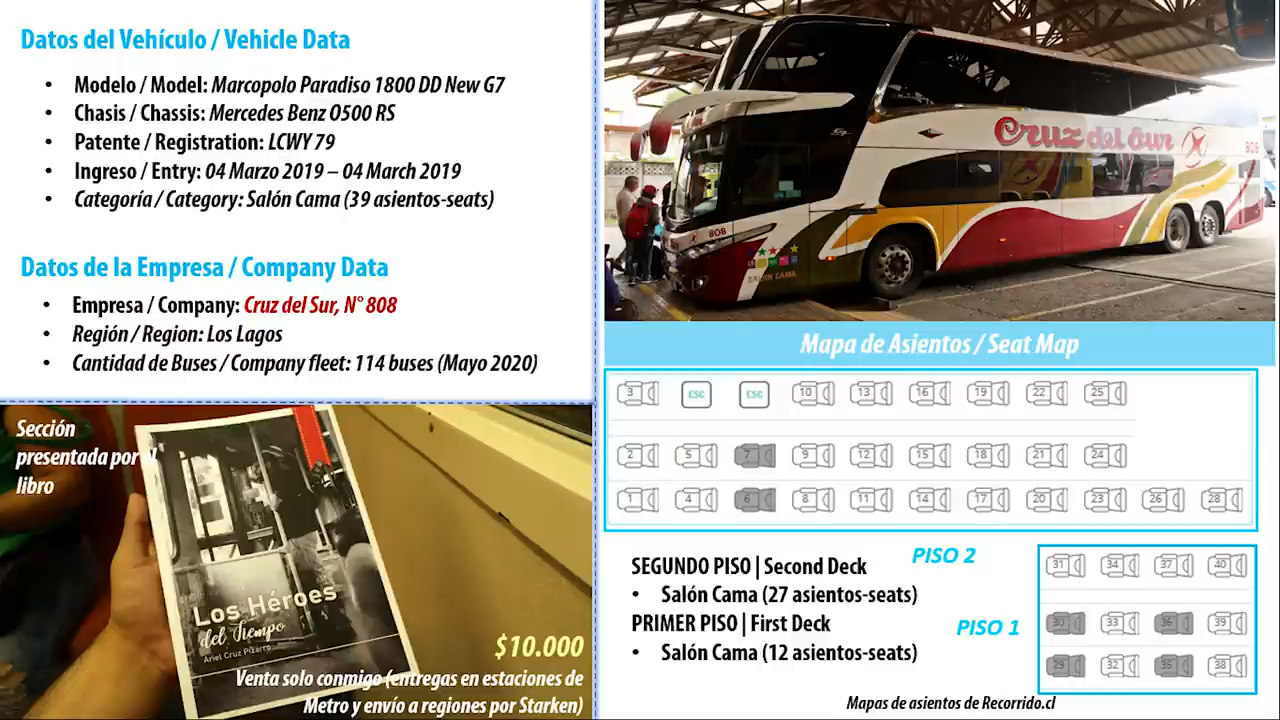 Datos del Vehículo / Vehicle Data
• Modelo / Model: Marcopolo Paradiso 1800 DD New G7
• Chasis / Chassis: Mercedes Benz O500 RS
• Patente / Registration: LCWY 79
• Ingreso / Entry: 04 Marzo 2019 – 04 March 2019
• Categoría / Category: Salón Cama (39 asientos-seats)
Datos de la Empresa / Company Data
• Empresa / Company: Cruz del Sur, N° 808
• Región / Region: Los Lagos
• Cantidad de Buses / Company fleet: 114 buses (Mayo 2020)
Sección
presentada por el
libro
Los Héroes
del Tiempo
Ariel Cruz Pizarro
$10.000
Venta solo conmigo (entregas en estaciones de
Metro y envío a regiones por Starken)
Cruz del Sur
808
808
SALON CAMA
Mapa de Asientos / Seat Map
3 ESC ESC 10 13 16 19 22 25
2 5 7 9 12 15 18 21 24
1 4 6 8 11 14 17 20 23 26 28
SEGUNDO PISO | Second Deck
PISO 2
• Salón Cama (27 asientos-seats)
PRIMER PISO | First Deck
PISO 1
• Salón Cama (12 asientos-seats)
31 34 37 40
30 33 36 39
29 32 35 38
Mapas de asientos de Recorrido.cl